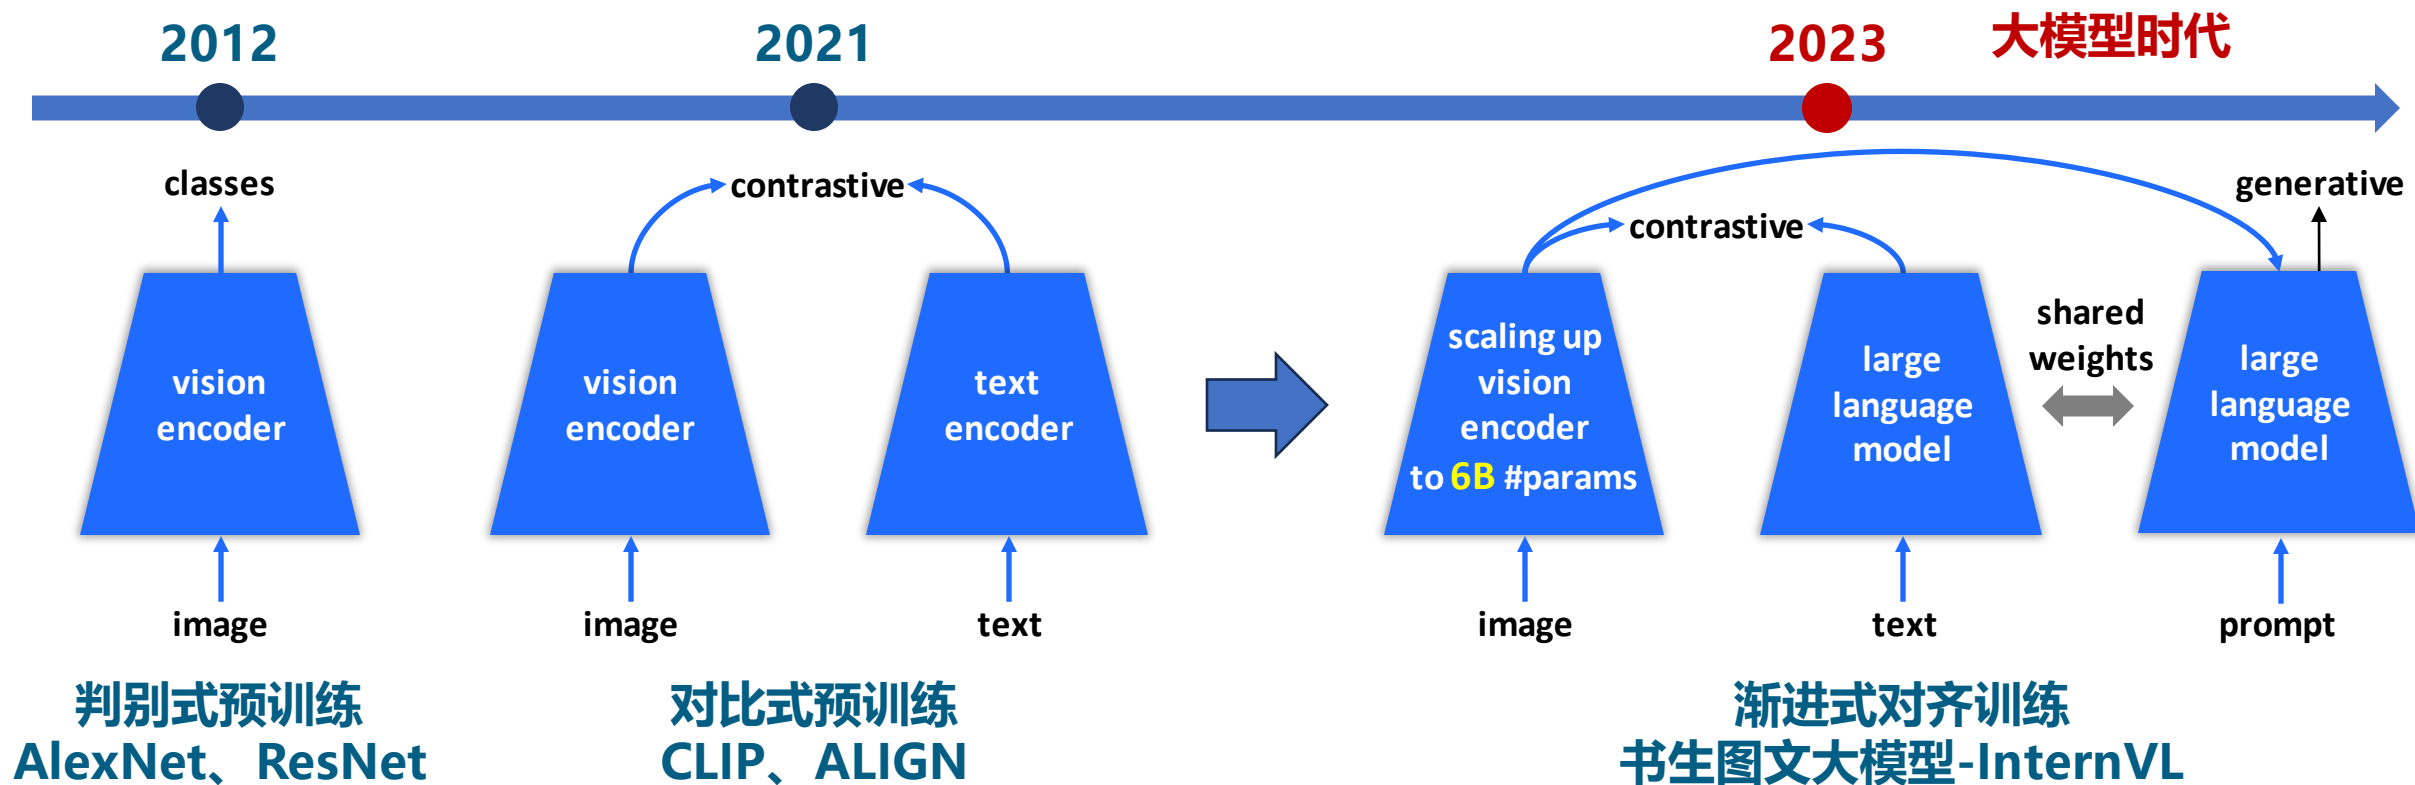 2012
2021
2023
大模型时代
classes
contrastive
contrastive
generative
vision
encoder
vision
encoder
text
encoder
scaling up
vision
encoder
to 6B #params
large
language
model
shared
weights
large
language
model
image
image
text
image
text
prompt
判别式预训练
AlexNet、ResNet
对比式预训练
CLIP、ALIGN
渐进式对齐训练
书生图文大模型-InternVL